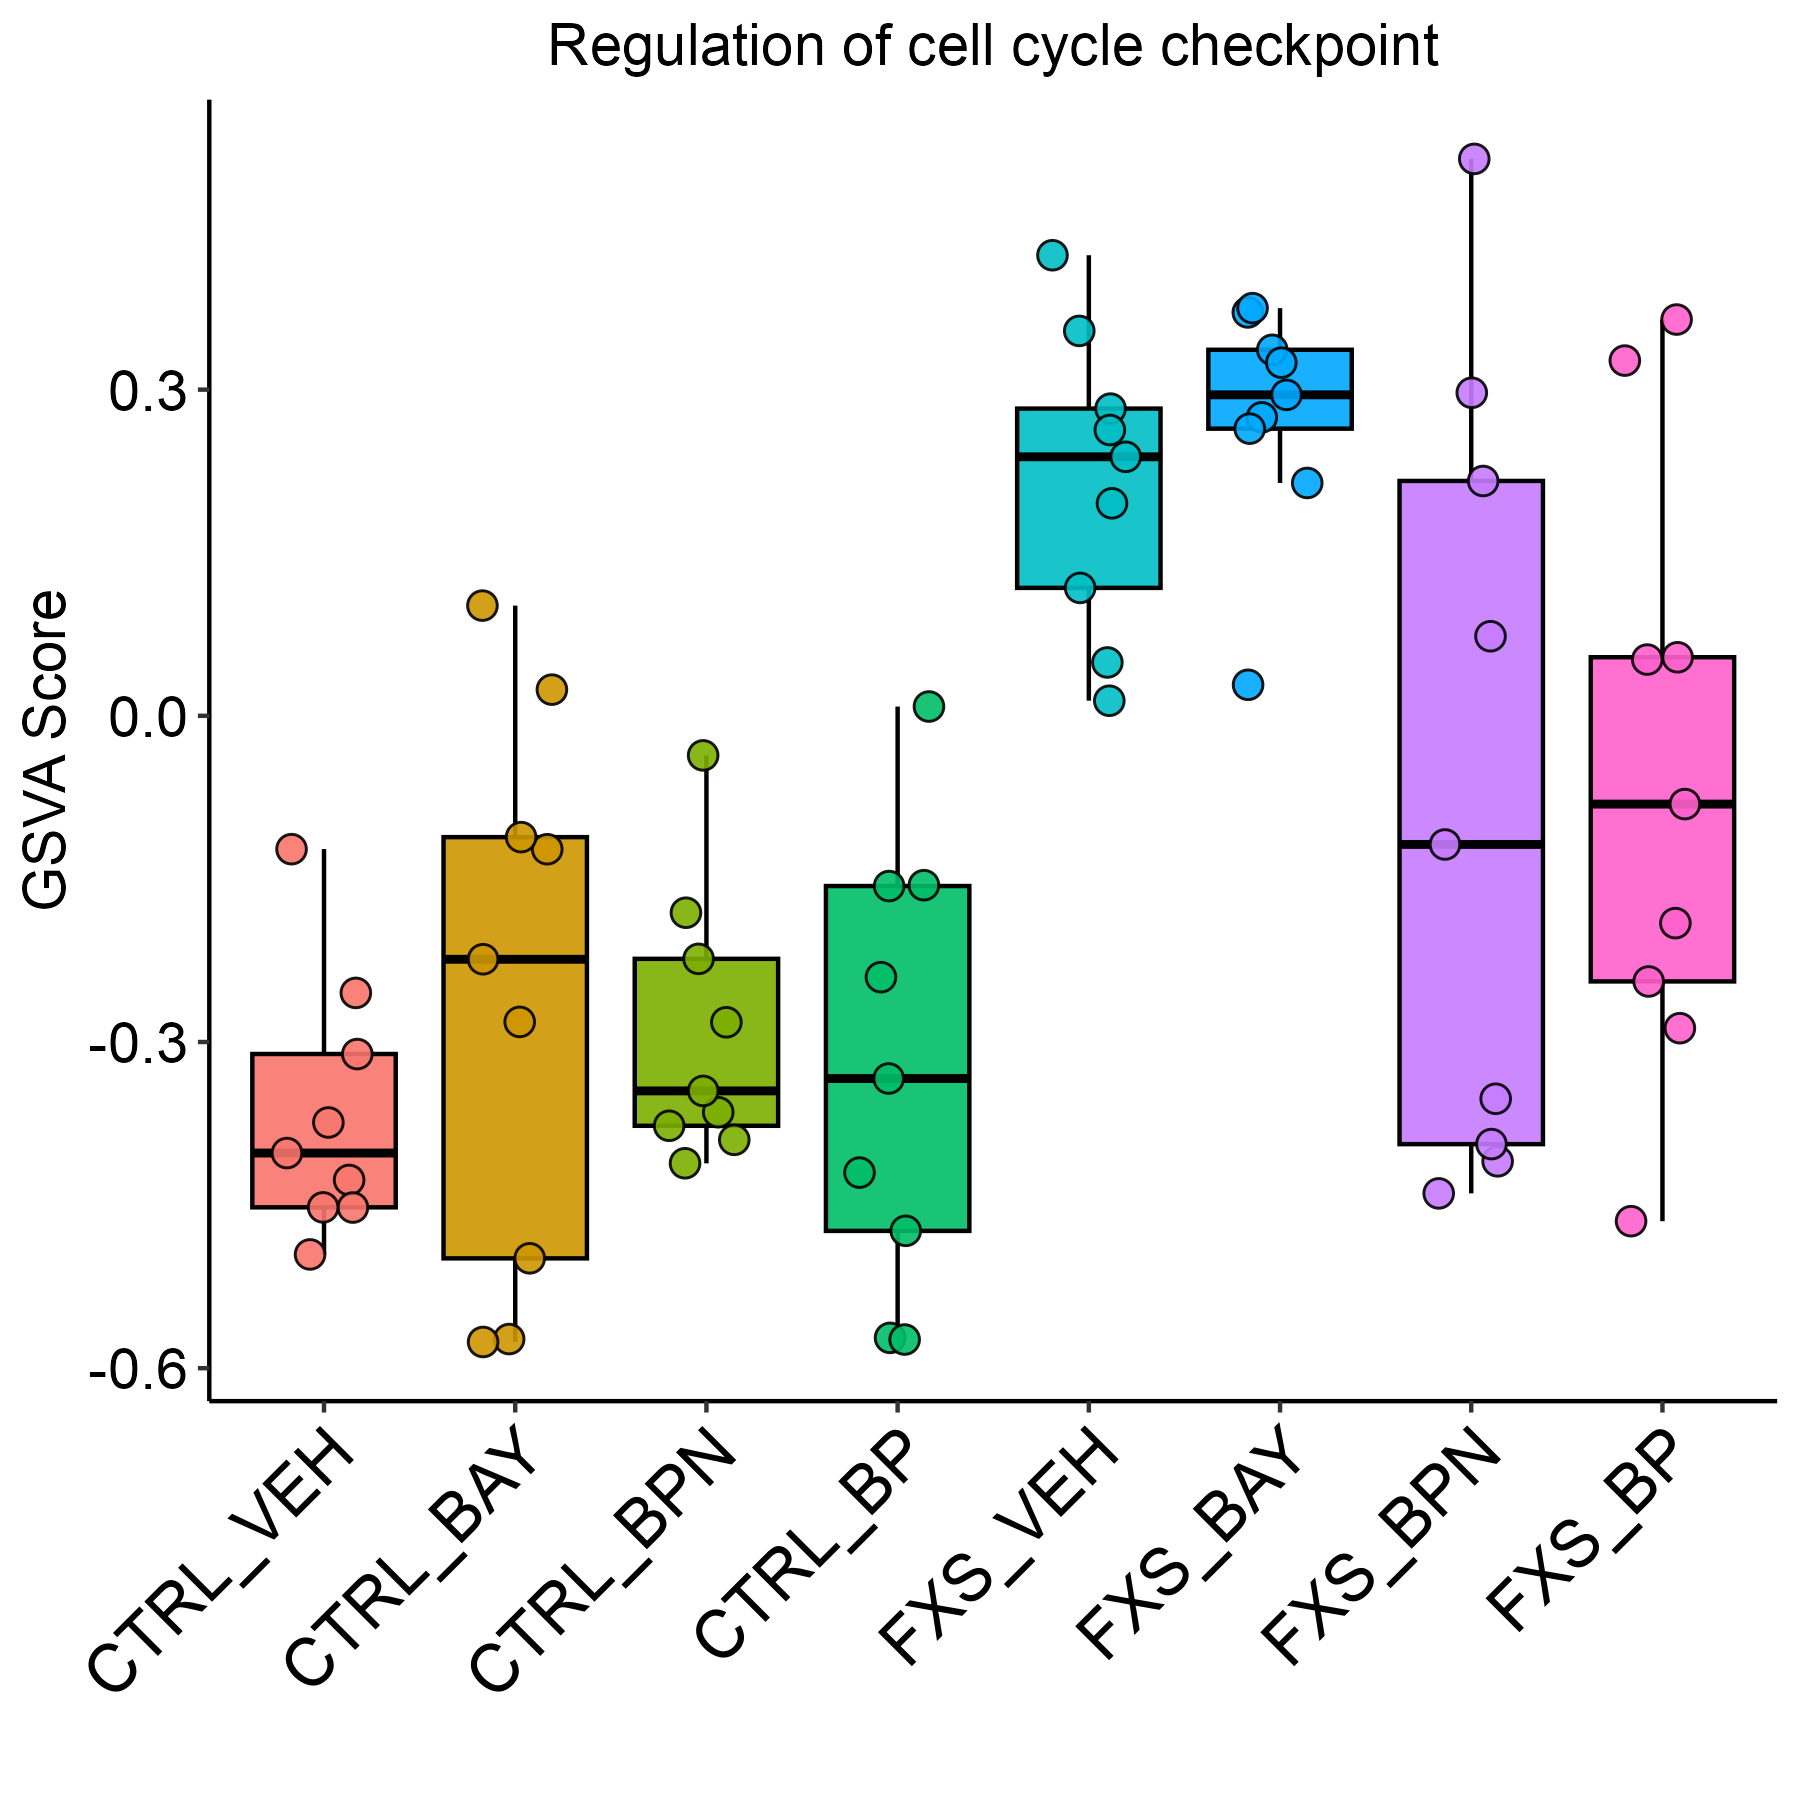 Regulation of cell cycle checkpoint
GSVA Score
0.3
0.0
-0.3
-0.6
CTRL_VEH
CTRL_BAY
CTRL_BPN
CTRL_BP
FXS_VEH
FXS_BAY
FXS_BPN
FXS_BP